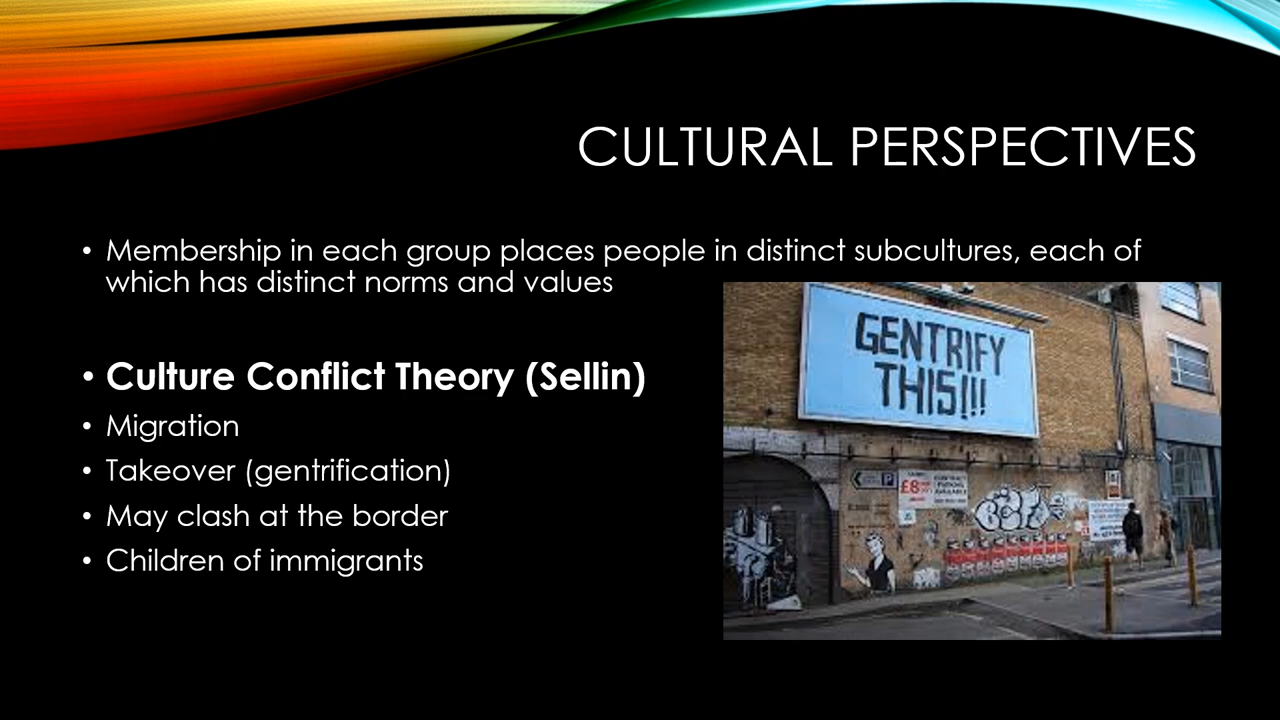 CULTURAL PERSPECTIVES
• Membership in each group places people in distinct subcultures, each of
which has distinct norms and values
• Culture Conflict Theory (Sellin)
• Migration
• Takeover (gentrification)
• May clash at the border
• Children of immigrants
GENTRIFY
THIS!!!
P
£8